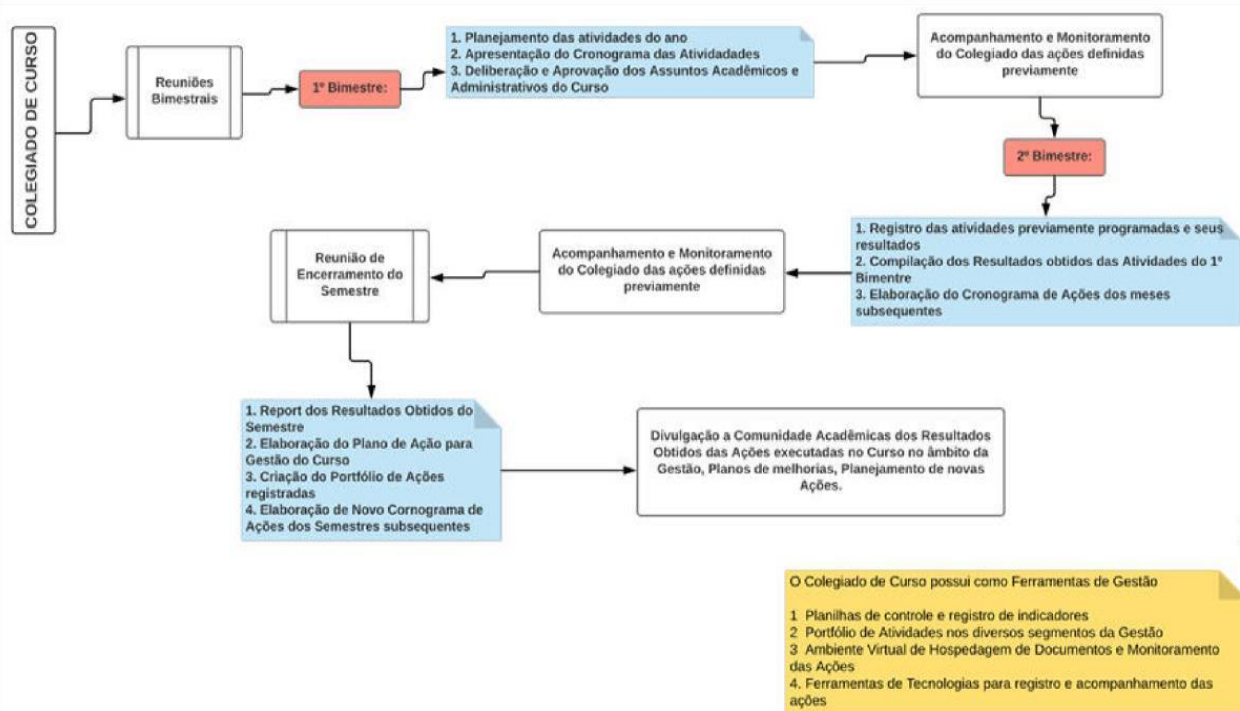 COLEGIADO DE CURSO
Reuniões
Bimestrais
1º Bimestre:
1. Planejamento das atividades do ano
2. Apresentação do Cronograma das Atividadades
3. Deliberação e Aprovação dos Assuntos Acadêmicos e
Administrativos do Curso
Acompanhamento e Monitoramento
do Colegiado das ações definidas
previamente
2º Bimestre:
1. Registro das atividades previamente programadas e seus
resultados
2. Compilação dos Resultados obtidos das Atividades do 1º
Bimentre
3. Elaboração do Cronograma de Ações dos meses
subsequentes
Acompanhamento e Monitoramento
do Colegiado das ações definidas
previamente
Reunião de
Encerramento do
Semestre
1. Report dos Resultados Obtidos do
Semestre
2. Elaboração do Plano de Ação para
Gestão do Curso
3. Criação do Portfólio de Ações
registradas
4. Elaboração de Novo Cornograma de
Ações dos Semestres subsequentes
Divulgação a Comunidade Acadêmicas dos Resultados
Obtidos das Ações executadas no Curso no âmbito da
Gestão, Planos de melhorias, Planejamento de novas
Ações.
O Colegiado de Curso possui como Ferramentas de Gestão
1 Planilhas de controle e registro de indicadores
2 Portfólio de Atividades nos diversos segmentos da Gestão
3 Ambiente Virtual de Hospedagem de Documentos e Monitoramento
das Ações
4. Ferramentas de Tecnologias para registro e acompanhamento das
ações